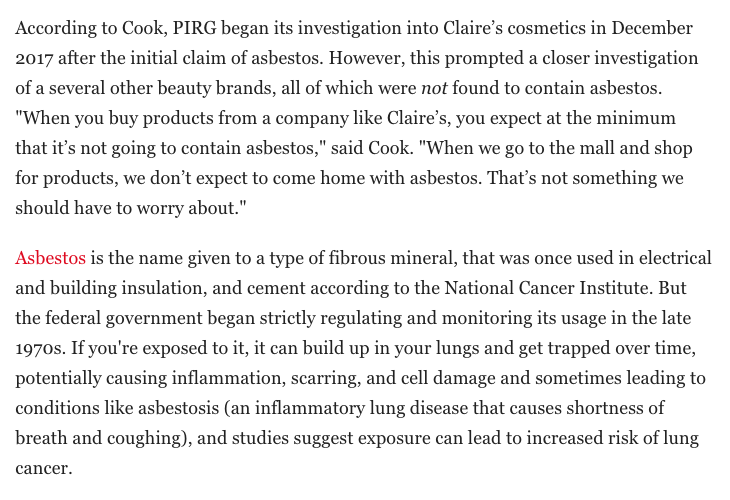 According to Cook, PIRG began its investigation into Claire’s cosmetics in December
2017 after the initial claim of asbestos. However, this prompted a closer investigation
of a several other beauty brands, all of which were not found to contain asbestos.
"When you buy products from a company like Claire’s, you expect at the minimum
that it’s not going to contain asbestos," said Cook. "When we go to the mall and shop
for products, we don’t expect to come home with asbestos. That’s not something we
should have to worry about."
Asbestos is the name given to a type of fibrous mineral, that was once used in electrical
and building insulation, and cement according to the National Cancer Institute. But
the federal government began strictly regulating and monitoring its usage in the late
1970s. If you're exposed to it, it can build up in your lungs and get trapped over time,
potentially causing inflammation, scarring, and cell damage and sometimes leading to
conditions like asbestosis (an inflammatory lung disease that causes shortness of
breath and coughing), and studies suggest exposure can lead to increased risk of lung
cancer.